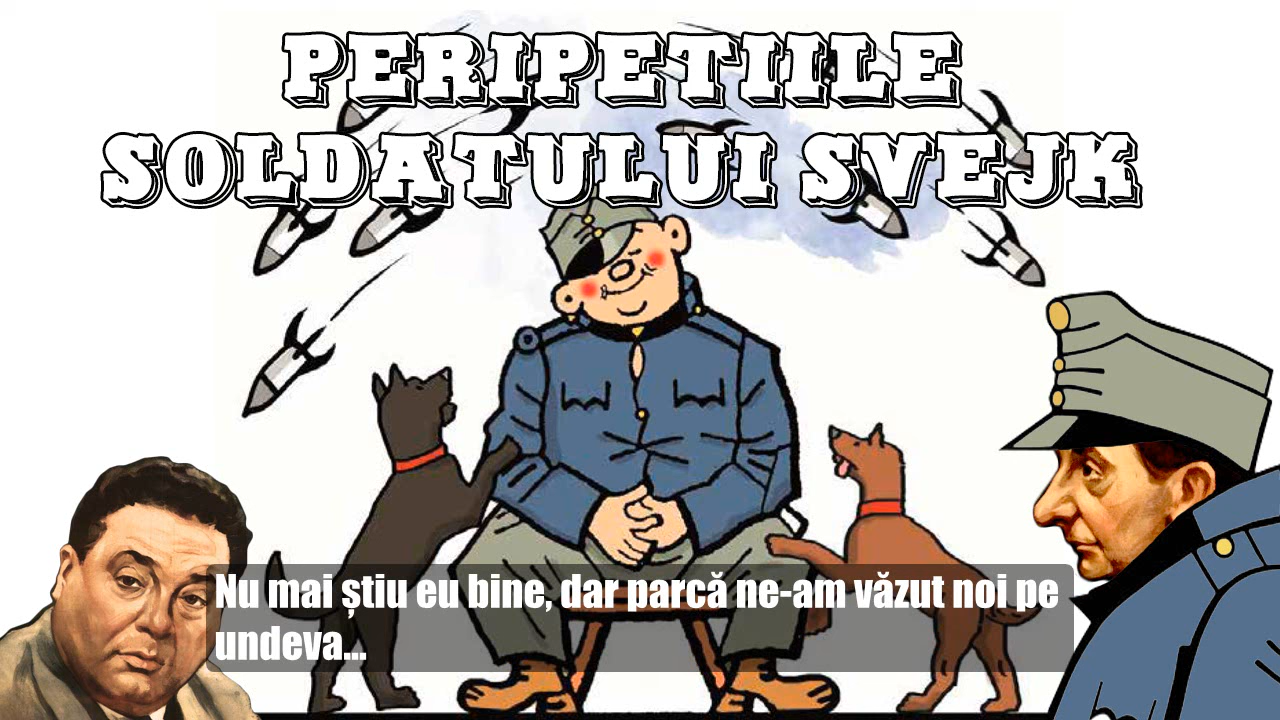 PERIPETIILE
SOLDATULUI SVEJK
Nu mai știu eu bine, dar parcă ne-am văzut noi pe
undeva...